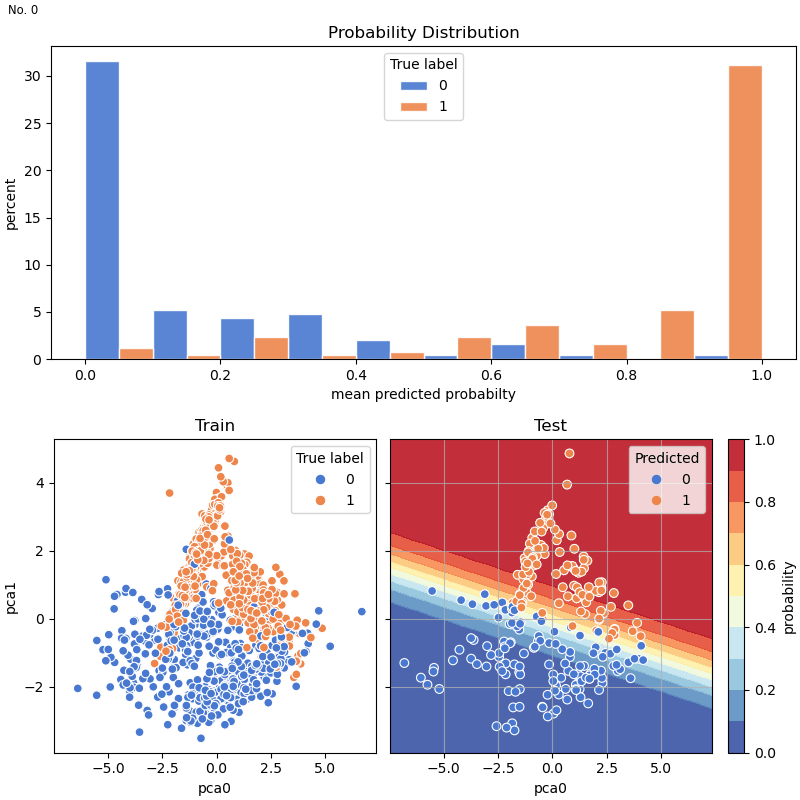 No. 0
Probability Distribution
True label
0
1
30
25
20
15
10
5
0
percent
0.0 0.2 0.4 0.6 0.8 1.0
mean predicted probabilty
Train
True label
0
1
4
2
0
−2
pca1
−5.0 −2.5 0.0 2.5 5.0
pca0
Test
Predicted
0
1
−5.0 −2.5 0.0 2.5 5.0
pca0
1.0
0.8
0.6
0.4
0.2
0.0
probability